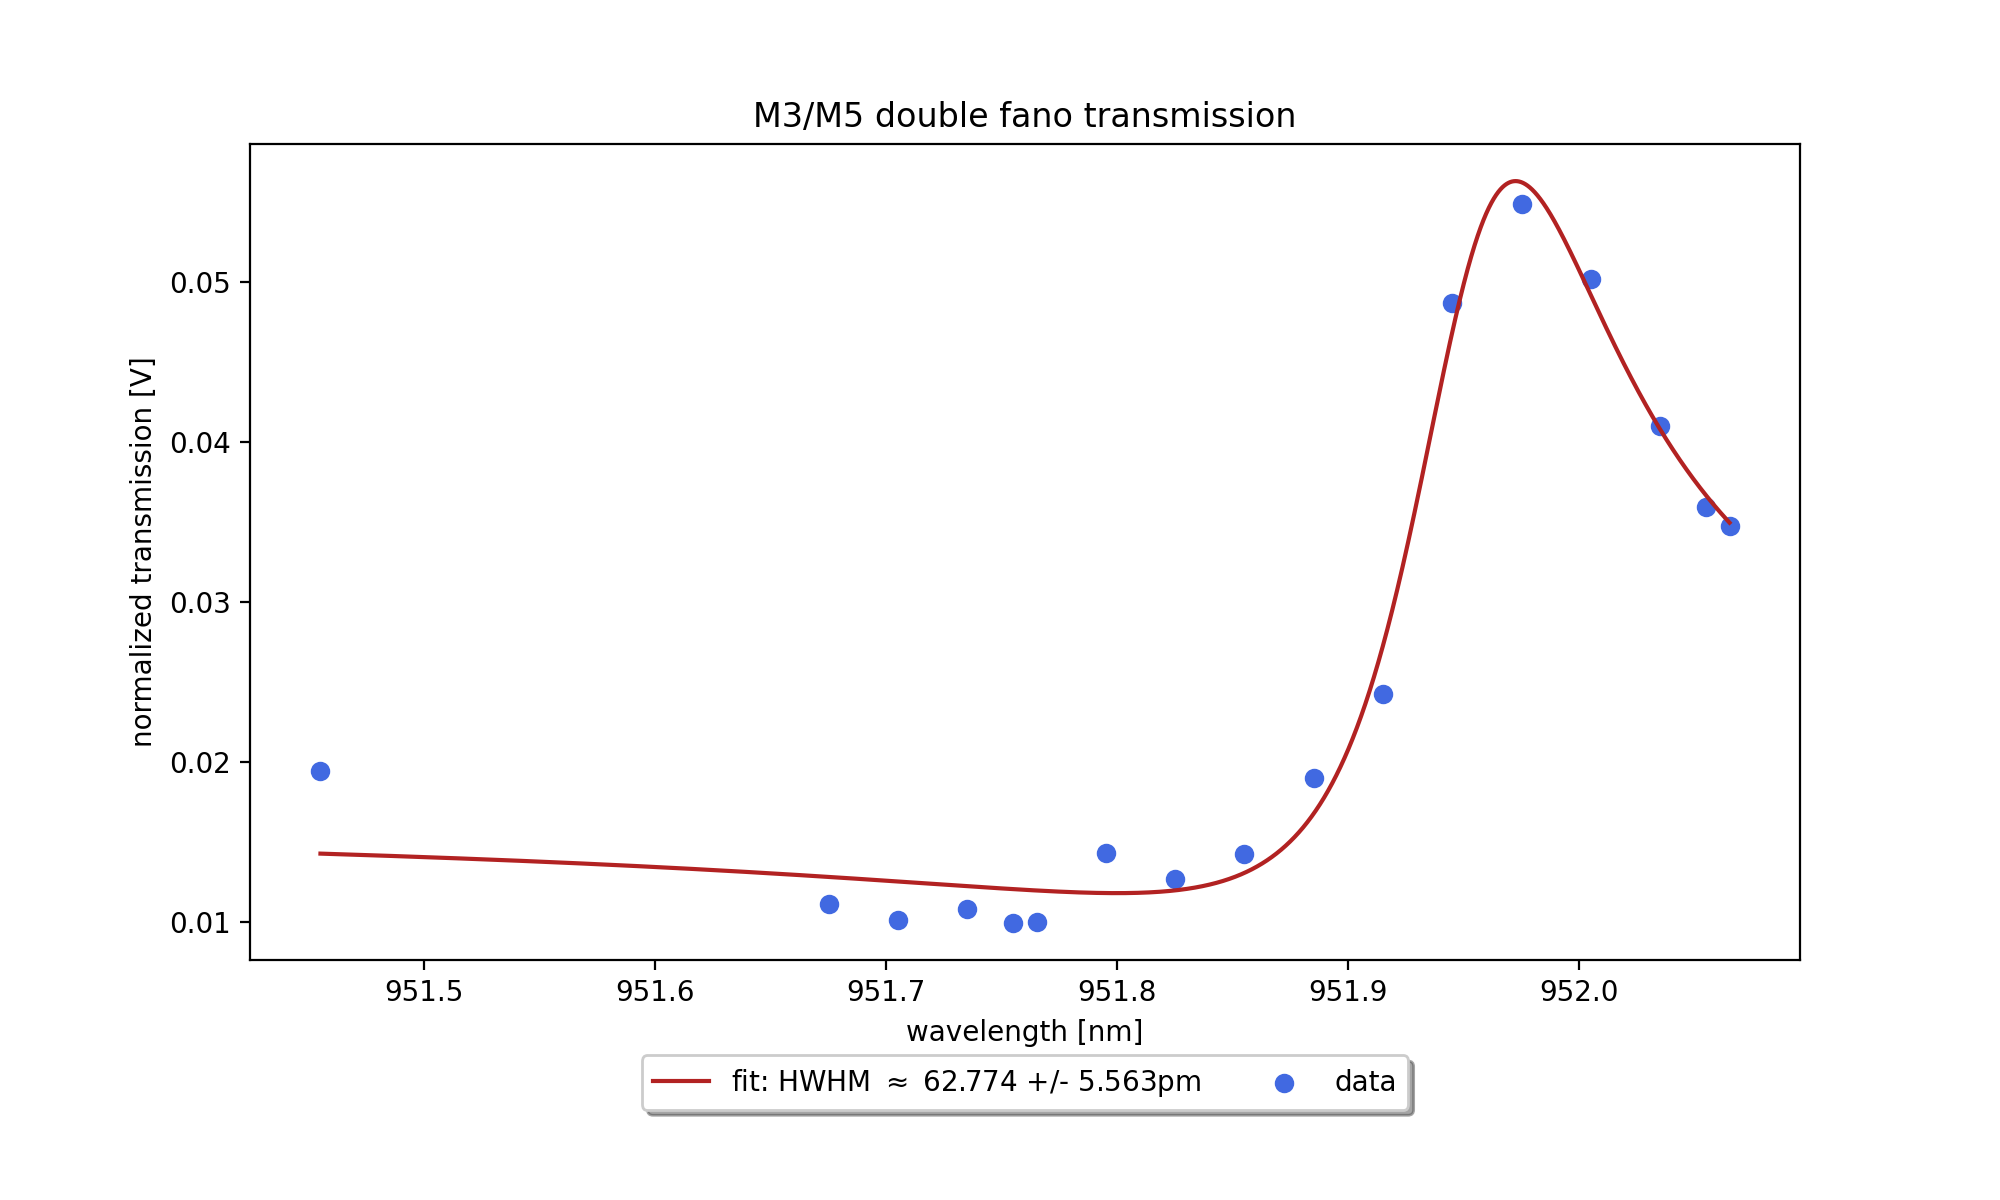 M3/M5 double fano transmission
normalized transmission [V]
0.05
0.04
0.03
0.02
0.01
951.5 951.6 951.7 951.8 951.9 952.0
wavelength [nm]
fit: HWHM ≈ 62.774 +/- 5.563pm data